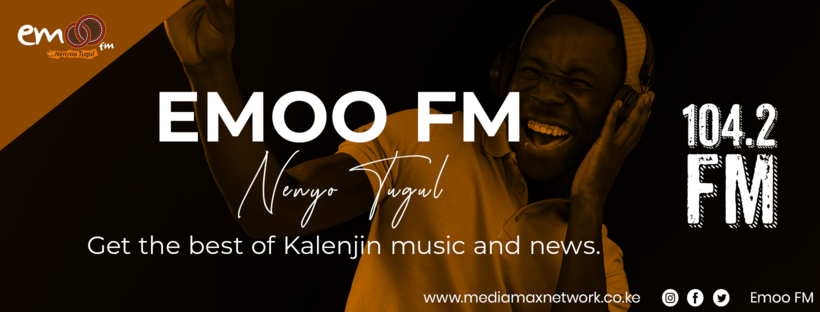 emoo fm
Nenyoo Tugul
EMOO FM
Nenyo Tugul
Get the best of Kalenjin music and news.
104.2
FM
www.mediamaxnetwork.co.ke
Emoo FM